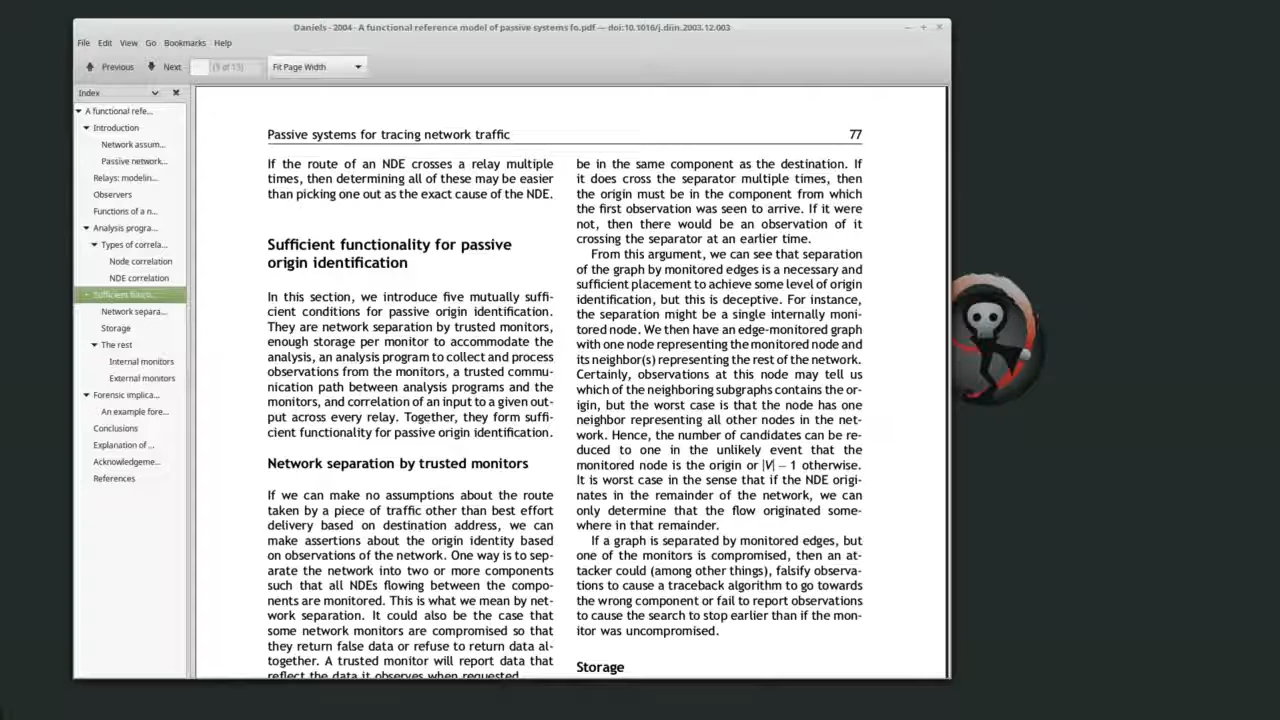 Daniels - 2004 - A functional reference model of passive systems fo.pdf — doi:10.1016/j.diin.2003.12.003
File Edit View Go Bookmarks Help
Previous Next (9 of 13) Fit Page Width
Index
A functional refe...
Introduction
Network assum...
Passive network...
Relays: modelin...
Observers
Functions of a n...
Analysis progra...
Types of correla...
Node correlation
NDE correlation
Sufficient functi...
Network separa...
Storage
The rest
Internal monitors
External monitors
Forensic implica...
An example fore...
Conclusions
Explanation of ...
Acknowledgeme...
References
Passive systems for tracing network traffic 77
If the route of an NDE crosses a relay multiple
times, then determining all of these may be easier
than picking one out as the exact cause of the NDE.
Sufficient functionality for passive
origin identification
In this section, we introduce five mutually suffi-
cient conditions for passive origin identification.
They are network separation by trusted monitors,
enough storage per monitor to accommodate the
analysis, an analysis program to collect and process
observations from the monitors, a trusted commu-
nication path between analysis programs and the
monitors, and correlation of an input to a given out-
put across every relay. Together, they form suffi-
cient functionality for passive origin identification.
Network separation by trusted monitors
If we can make no assumptions about the route
taken by a piece of traffic other than best effort
delivery based on destination address, we can
make assertions about the origin identity based
on observations of the network. One way is to sep-
arate the network into two or more components
such that all NDEs flowing between the compo-
nents are monitored. This is what we mean by net-
work separation. It could also be the case that
some network monitors are compromised so that
they return false data or refuse to return data al-
together. A trusted monitor will report data that
reflect the data it observes when requested.
be in the same component as the destination. If
it does cross the separator multiple times, then
the origin must be in the component from which
the first observation was seen to arrive. If it were
not, then there would be an observation of it
crossing the separator at an earlier time.
From this argument, we can see that separation
of the graph by monitored edges is a necessary and
sufficient placement to achieve some level of origin
identification, but this is deceptive. For instance,
the separation might be a single internally moni-
tored node. We then have an edge-monitored graph
with one node representing the monitored node and
its neighbor(s) representing the rest of the network.
Certainly, observations at this node may tell us
which of the neighboring subgraphs contains the or-
igin, but the worst case is that the node has one
neighbor representing all other nodes in the net-
work. Hence, the number of candidates can be re-
duced to one in the unlikely event that the
monitored node is the origin or |V| − 1 otherwise.
It is worst case in the sense that if the NDE origi-
nates in the remainder of the network, we can
only determine that the flow originated some-
where in that remainder.
If a graph is separated by monitored edges, but
one of the monitors is compromised, then an at-
tacker could (among other things), falsify observa-
tions to cause a traceback algorithm to go towards
the wrong component or fail to report observations
to cause the search to stop earlier than if the mon-
itor was uncompromised.
Storage